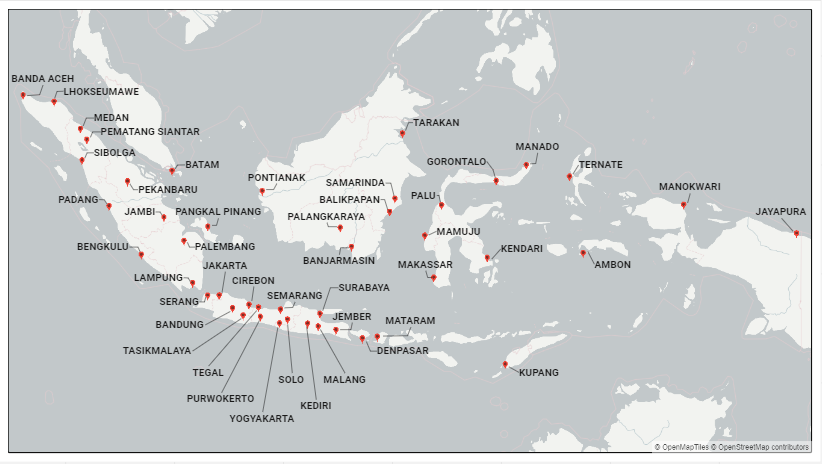 BANDA ACEH
LHOKSEUMAWE
MEDAN
PEMATANG SIANTAR
TARAKAN
MANADO
SIBOLGA
BATAM
GORONTALO
TERNATE
PONTIANAK
SAMARINDA
MANOKWARI
PEKANBARU
PADANG
BALIKPAPAN
PALU
JAMBI
PANGKAL PINANG
PALANGKARAYA
JAYAPURA
MAMUJU
BENGKULU
PALEMBANG
BANJARMASIN
KENDARI
JAKARTA
MAKASSAR
AMBON
LAMPUNG
CIREBON
SURABAYA
SERANG
SEMARANG
JEMBER
MATARAM
BANDUNG
TASIKMALAYA
DENPASAR
TEGAL
SOLO
MALANG
KUPANG
PURWOKERTO
KEDIRI
YOGYAKARTA
© OpenMapTiles © OpenStreetMap contributors